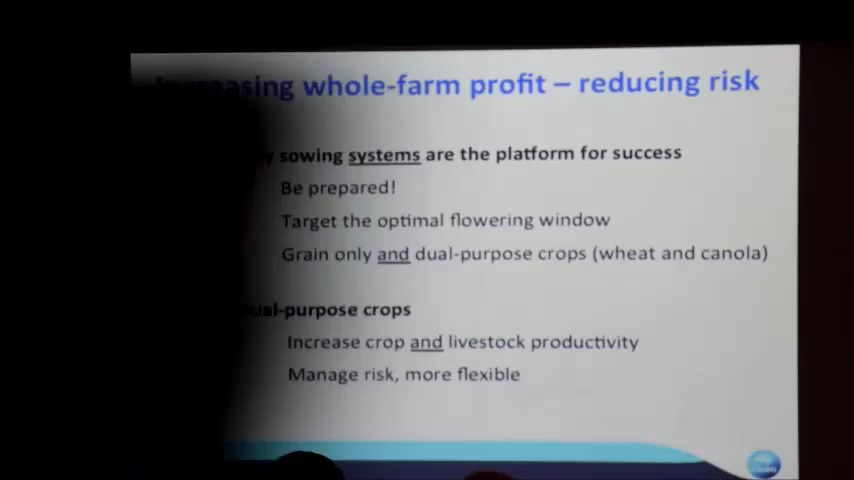 whole-farm profit – reducing risk
sowing systems are the platform for success
Be prepared!
Target the optimal flowering window
Grain only and dual-purpose crops (wheat and canola)
dual-purpose crops
Increase crop and livestock productivity
Manage risk, more flexible